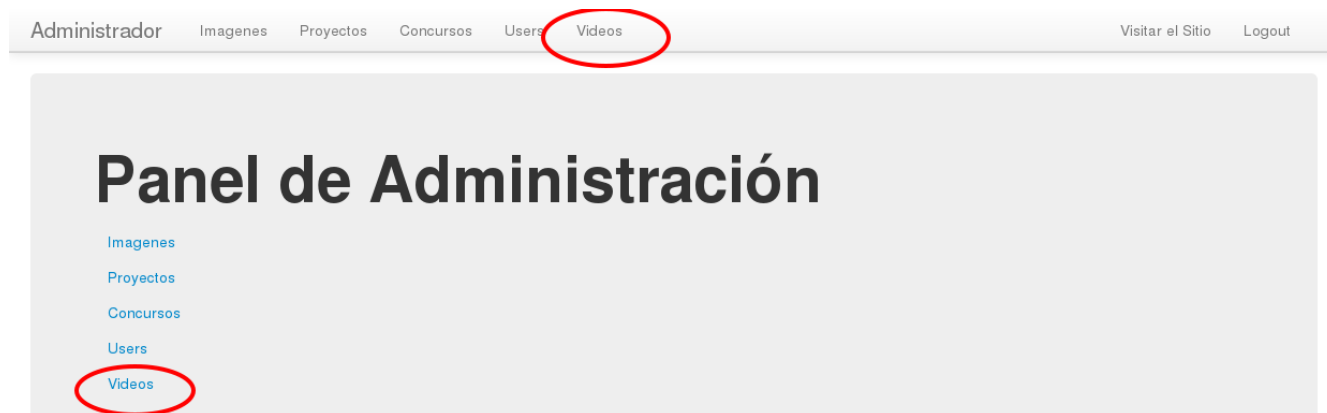 Administrador Imagenes Proyectos Concursos Users Videos Visitar el Sitio Logout
Panel de Administración
Imagenes
Proyectos
Concursos
Users
Videos